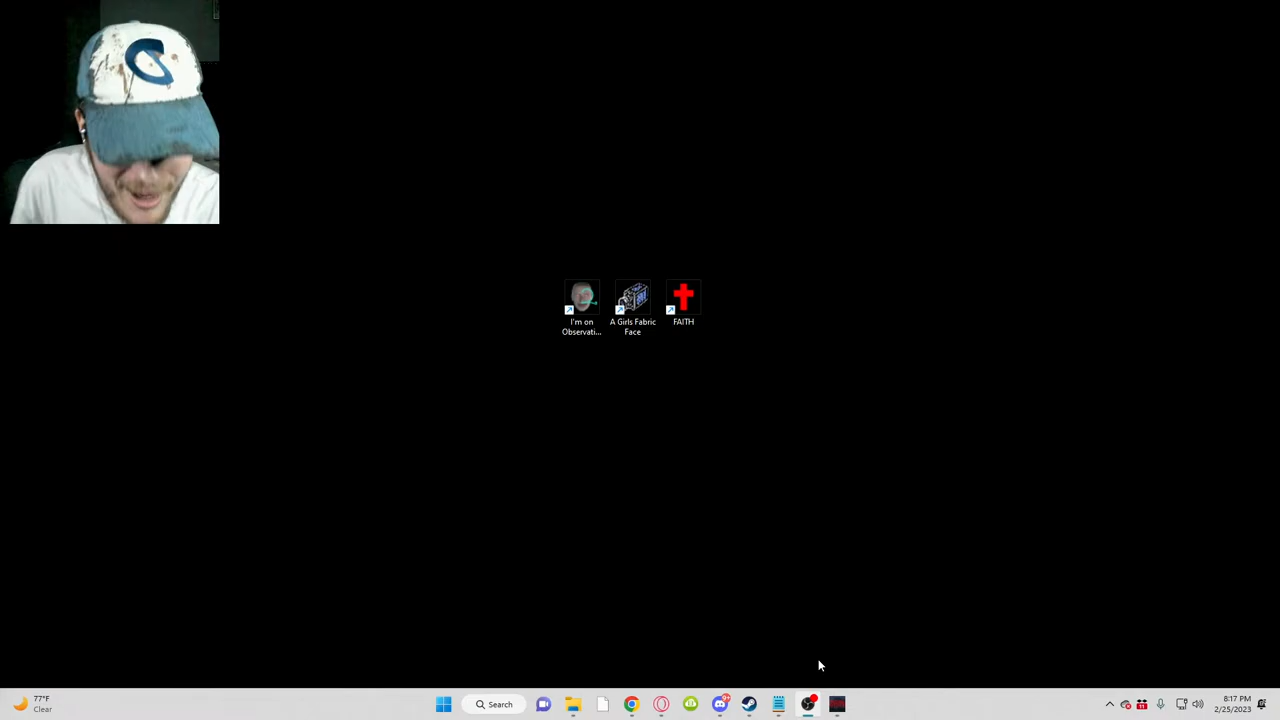 I'm on
Observati...
A Girls Fabric
Face
FAITH
77°F
Clear
Search
8:17 PM
2/25/2023